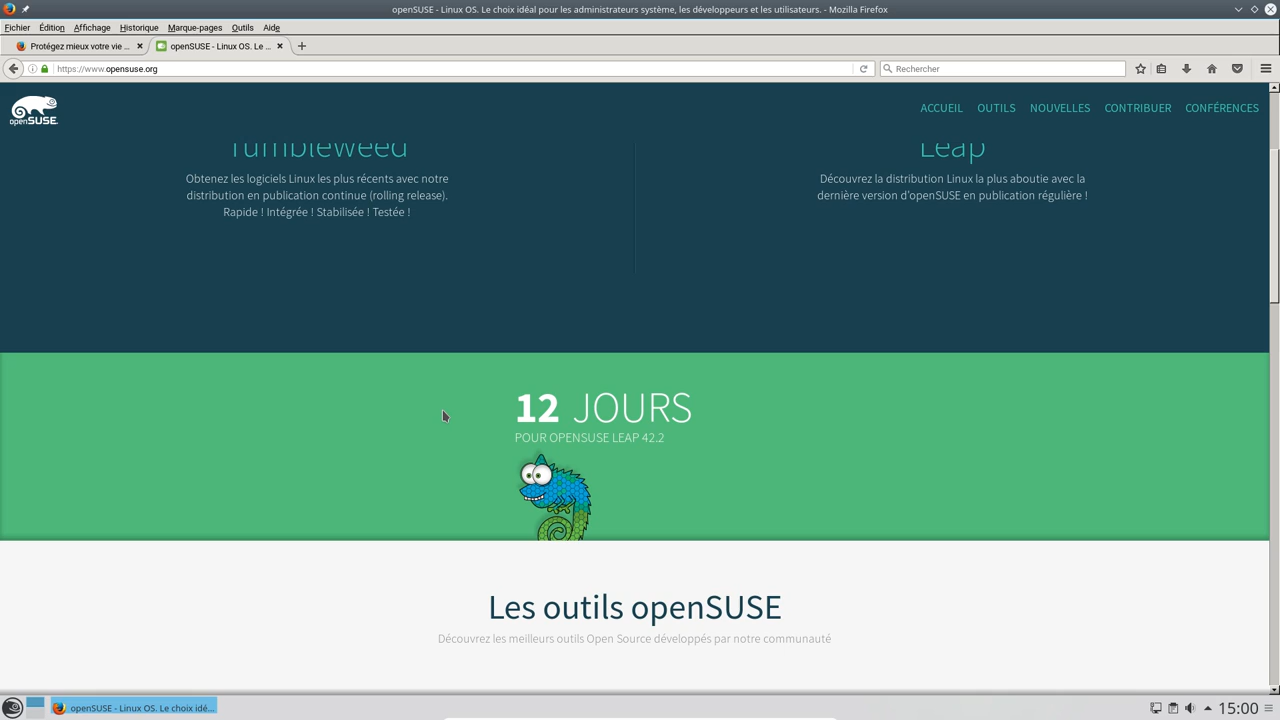 openSUSE - Linux OS. Le choix idéal pour les administrateurs système, les développeurs et les utilisateurs. - Mozilla Firefox
Fichier Édition Affichage Historique Marque-pages Outils Aide
Protégez mieux votre vie ...
openSUSE - Linux OS. Le ...
https://www.opensuse.org
Rechercher
openSUSE.
ACCUEIL OUTILS NOUVELLES CONTRIBUER CONFÉRENCES
Tumbleweed
Obtenez les logiciels Linux les plus récents avec notre
distribution en publication continue (rolling release).
Rapide ! Intégrée ! Stabilisée ! Testée !
Leap
Découvrez la distribution Linux la plus aboutie avec la
dernière version d'openSUSE en publication régulière !
12 JOURS
POUR OPENSUSE LEAP 42.2
Les outils openSUSE
Découvrez les meilleurs outils Open Source développés par notre communauté
openSUSE - Linux OS. Le choix idé...
15:00